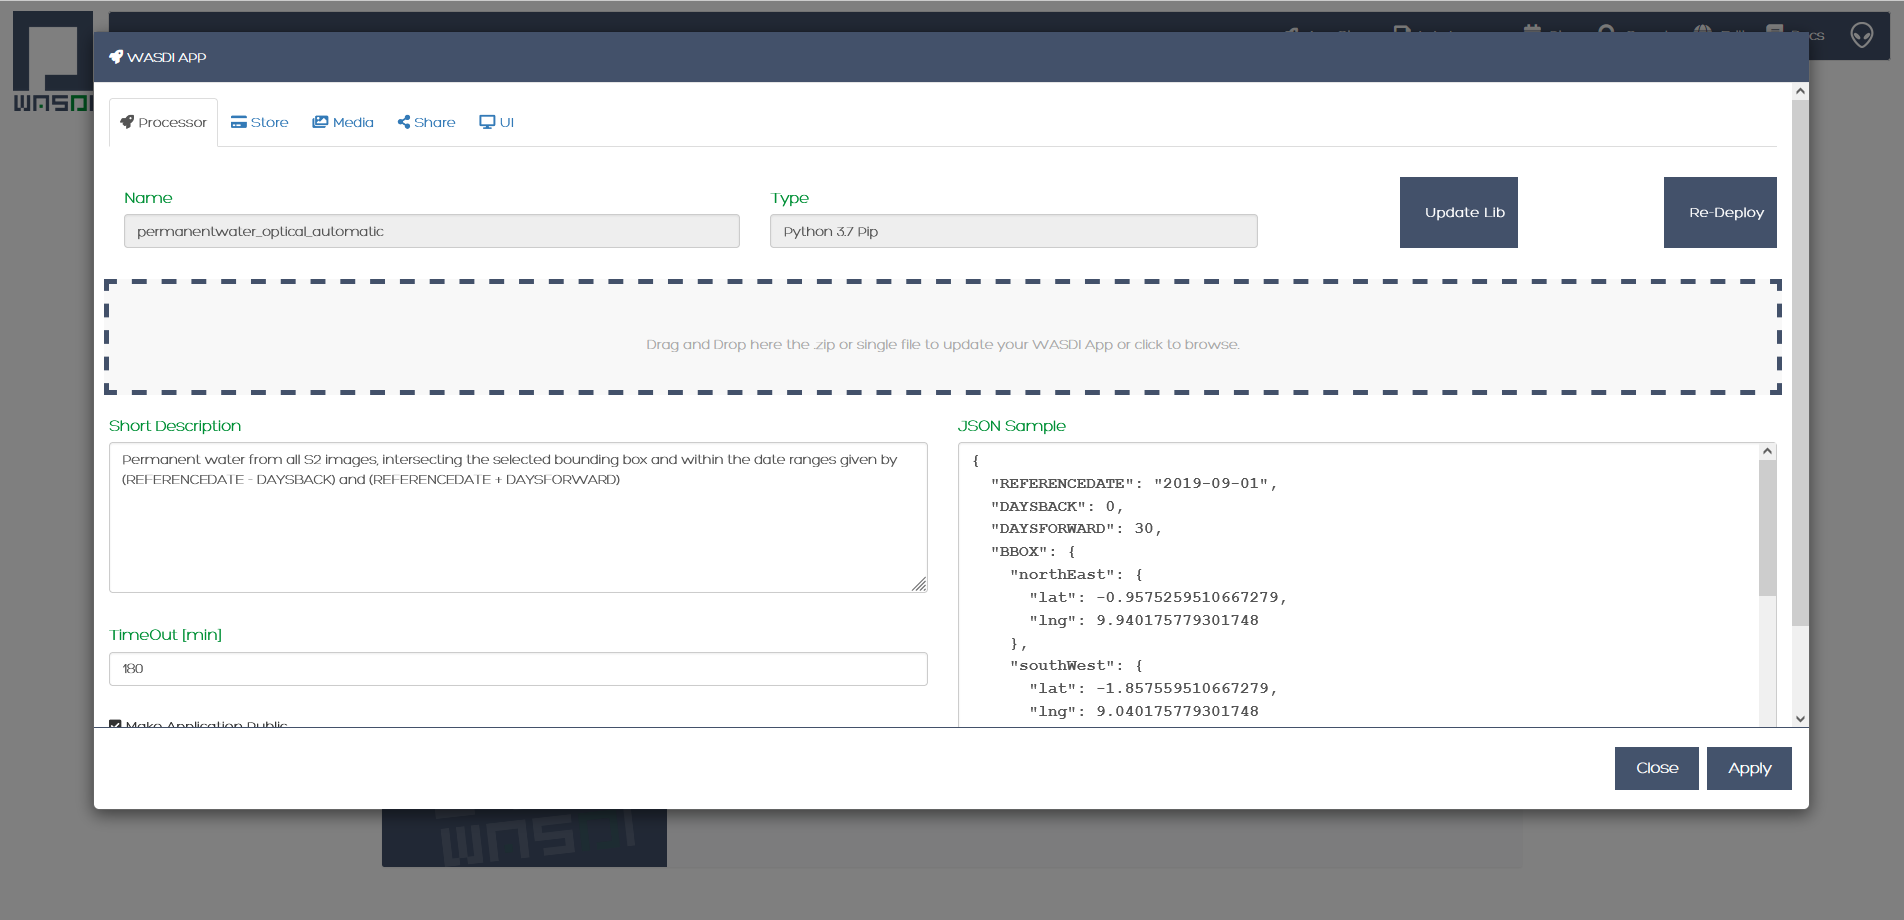 WASDI
Docs
WASDI APP
Processor
Store
Media
Share
UI
Name
Type
permanentwater_optical_automatic
Python 3.7 Pip
Update Lib
Re-Deploy
Drag and Drop here the .zip or single file to update your WASDI App or click to browse.
Short Description
JSON Sample
Permanent water from all S2 images, intersecting the selected bounding box and within the date ranges given by
(REFERENCEDATE - DAYSBACK) and (REFERENCEDATE + DAYSFORWARD)
{
"REFERENCEDATE": "2019-09-01",
"DAYSBACK": 0,
"DAYSFORWARD": 30,
"BBOX": {
"northEast": {
"lat": -0.9575259510667279,
"lng": 9.940175779301748
},
"southWest": {
"lat": -1.857559510667279,
"lng": 9.040175779301748
TimeOut [min]
180
Make Application Public
Close
Apply
WASDI